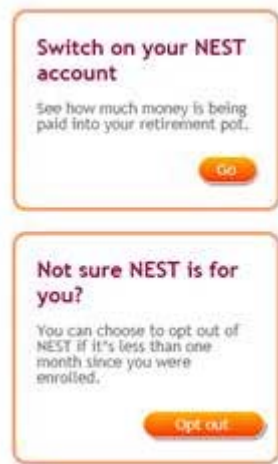 Switch on your NEST
account
See how much money is being
paid into your retirement pot.
Go
Not sure NEST is for
you?
You can choose to opt out of
NEST if it's less than one
month since you were
enrolled.
Opt out